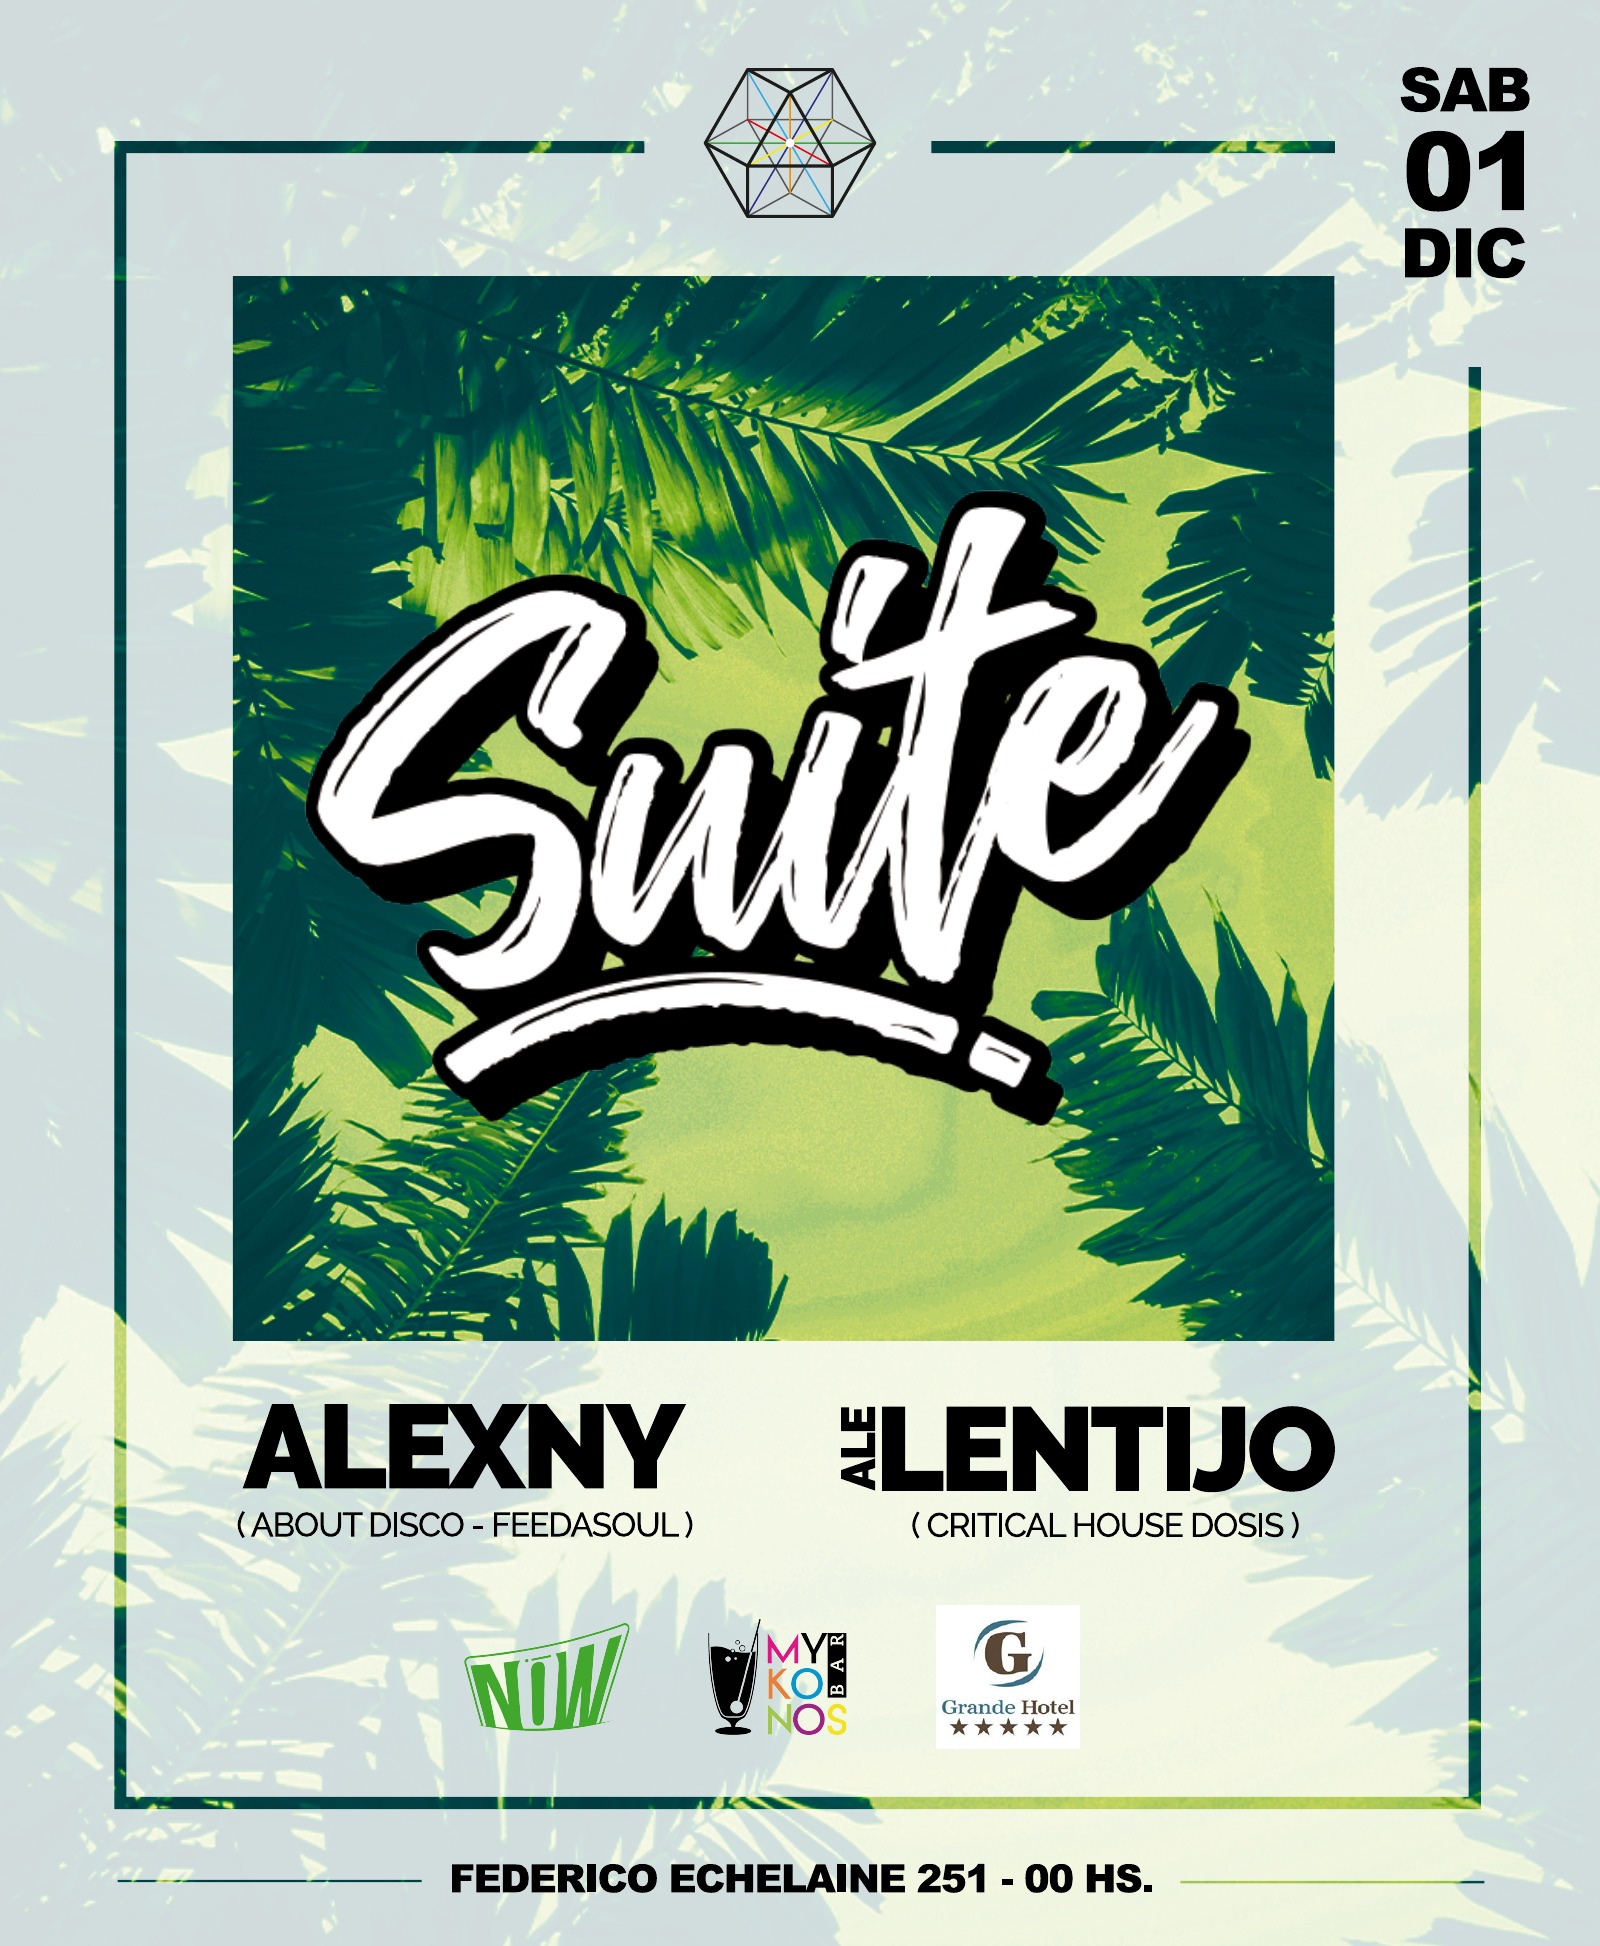 SAB
01
DIC
Suite
ALEXNY
( ABOUT DISCO - FEEDASOUL )
ALE LENTIJO
( CRITICAL HOUSE DOSIS )
NIW
MY
KO
NOS
BAR
G
Grande Hotel
FEDERICO ECHELAINE 251 - 00 HS.